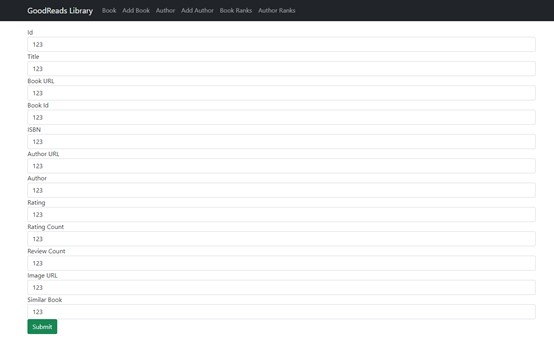 GoodReads Library Book Add Book Author Add Author Book Ranks Author Ranks
Id
123
Title
123
Book URL
123
Book Id
123
ISBN
123
Author URL
123
Author
123
Rating
123
Rating Count
123
Review Count
123
Image URL
123
Similar Book
123
Submit